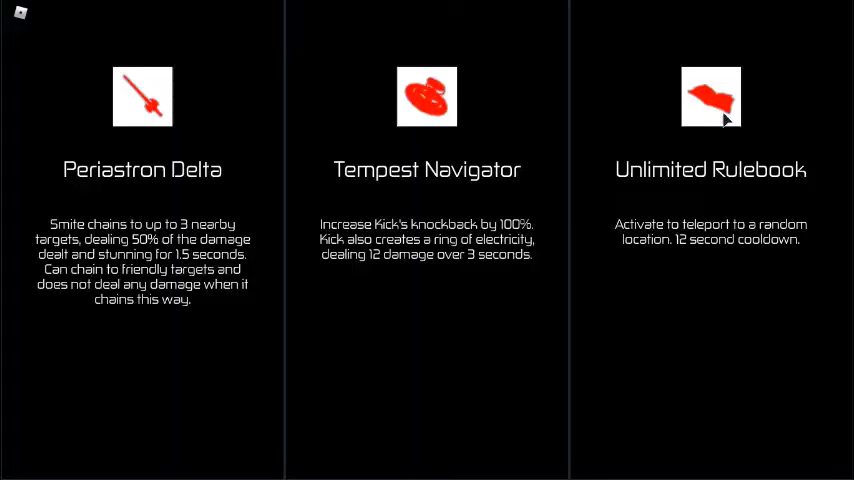 Periastron Delta
Smite chains to up to 3 nearby
targets, dealing 50% of the damage
dealt and stunning for 1.5 seconds.
Can chain to friendly targets and
does not deal any damage when it
chains this way.
Tempest Navigator
Increase Kick's knockback by 100%.
Kick also creates a ring of electricity,
dealing 12 damage over 3 seconds.
Unlimited Rulebook
Activate to teleport to a random
location. 12 second cooldown.